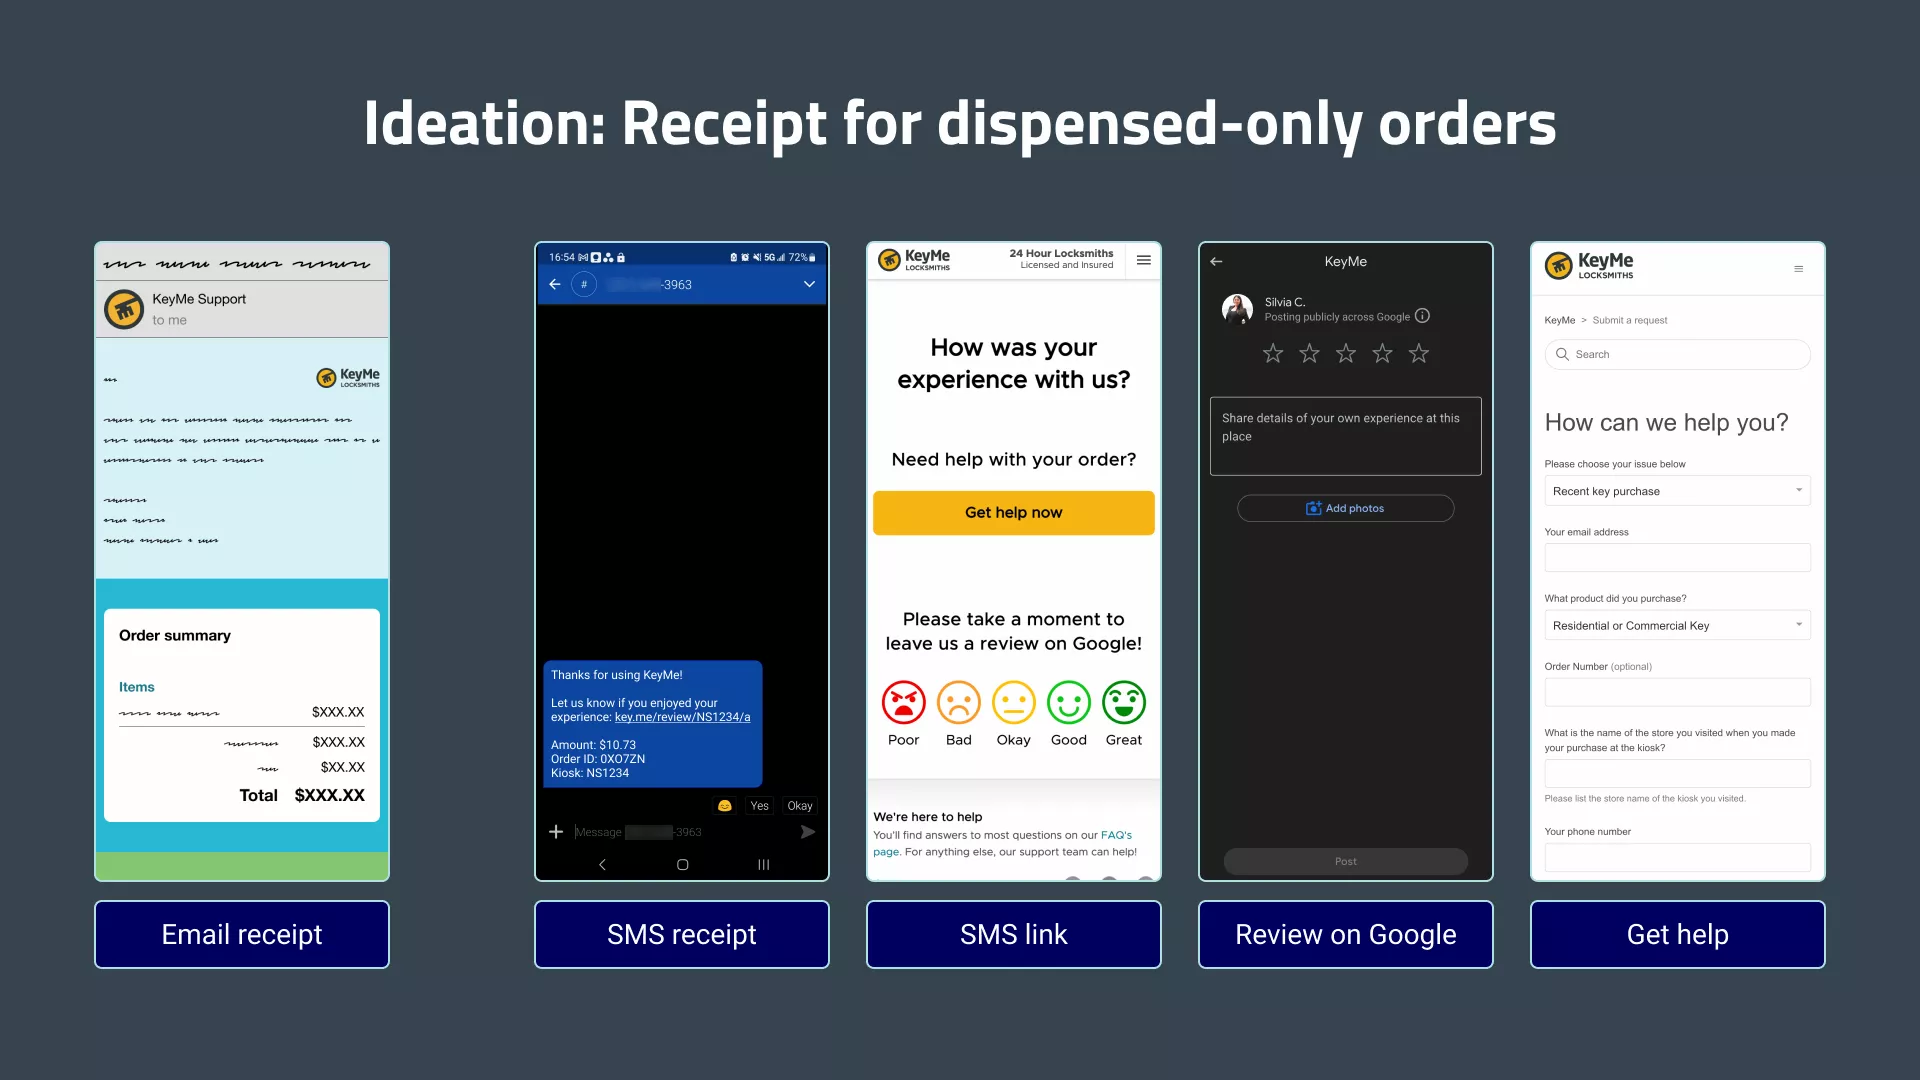 Ideation: Receipt for dispensed-only orders
KeyMe Support
to me
KeyMe
LOCKSMITHS
Order summary
Items
$XXX.XX
$XXX.XX
$XX.XX
Total $XXX.XX
Email receipt
16:54 5G 72%
# -3963
Thanks for using KeyMe!
Let us know if you enjoyed your
experience: key.me/review/NS1234/a
Amount: $10.73
Order ID: 0XO7ZN
Kiosk: NS1234
Yes Okay
Message -3963
SMS receipt
KeyMe
LOCKSMITHS
24 Hour Locksmiths
Licensed and Insured
How was your
experience with us?
Need help with your order?
Get help now
Please take a moment to
leave us a review on Google!
Poor Bad Okay Good Great
We're here to help
You'll find answers to most questions on our FAQ's
page. For anything else, our support team can help!
SMS link
KeyMe
Silvia C.
Posting publicly across Google
Share details of your own experience at this
place
Add photos
Post
Review on Google
KeyMe
LOCKSMITHS
KeyMe > Submit a request
Search
How can we help you?
Please choose your issue below
Recent key purchase
Your email address
What product did you purchase?
Residential or Commercial Key
Order Number (optional)
What is the name of the store you visited when you made
your purchase at the kiosk?
Please list the store name of the kiosk you visited.
Your phone number
Get help